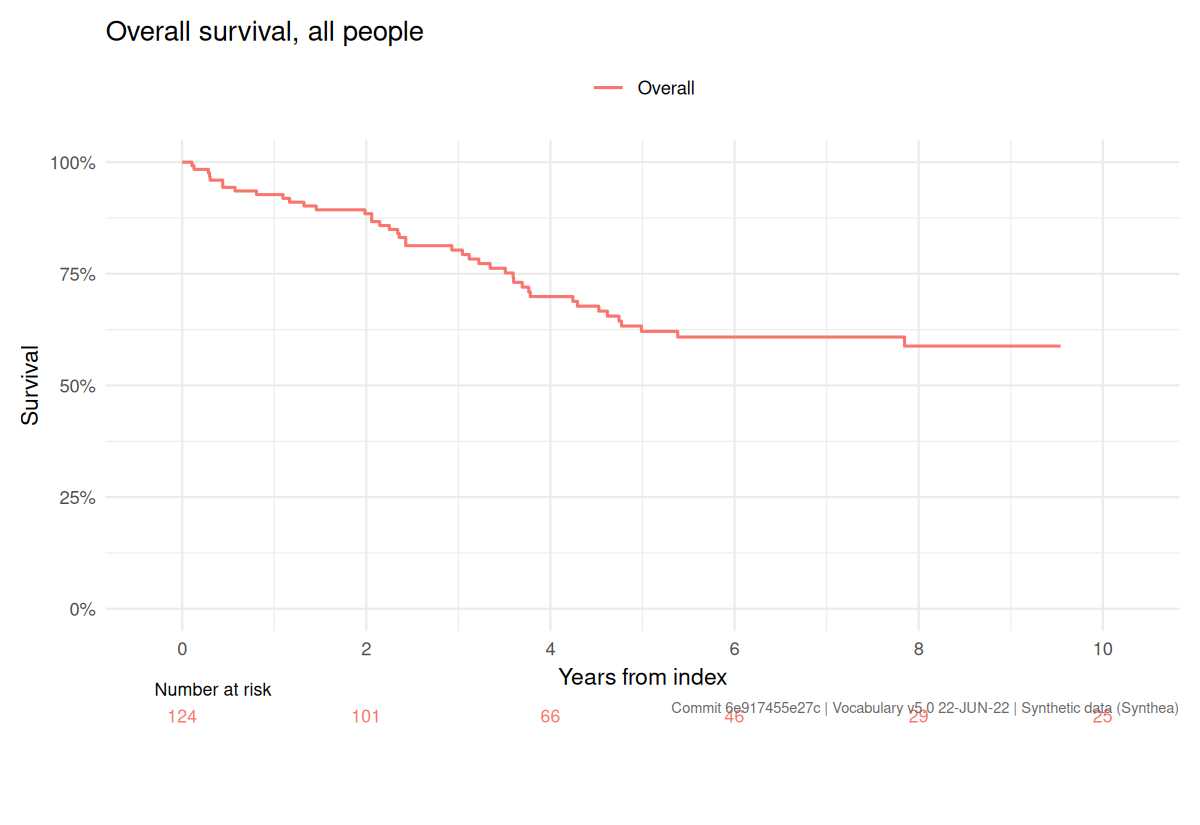 Overall survival, all people
Overall
100%
75%
50%
25%
0%
Survival
0 2 4 6 8 10
Years from index
Number at risk
Commit 6e917455e27c | Vocabulary v5.0 22-JUN-22 | Synthetic data (Synthea)
124 101 66 46 29 25